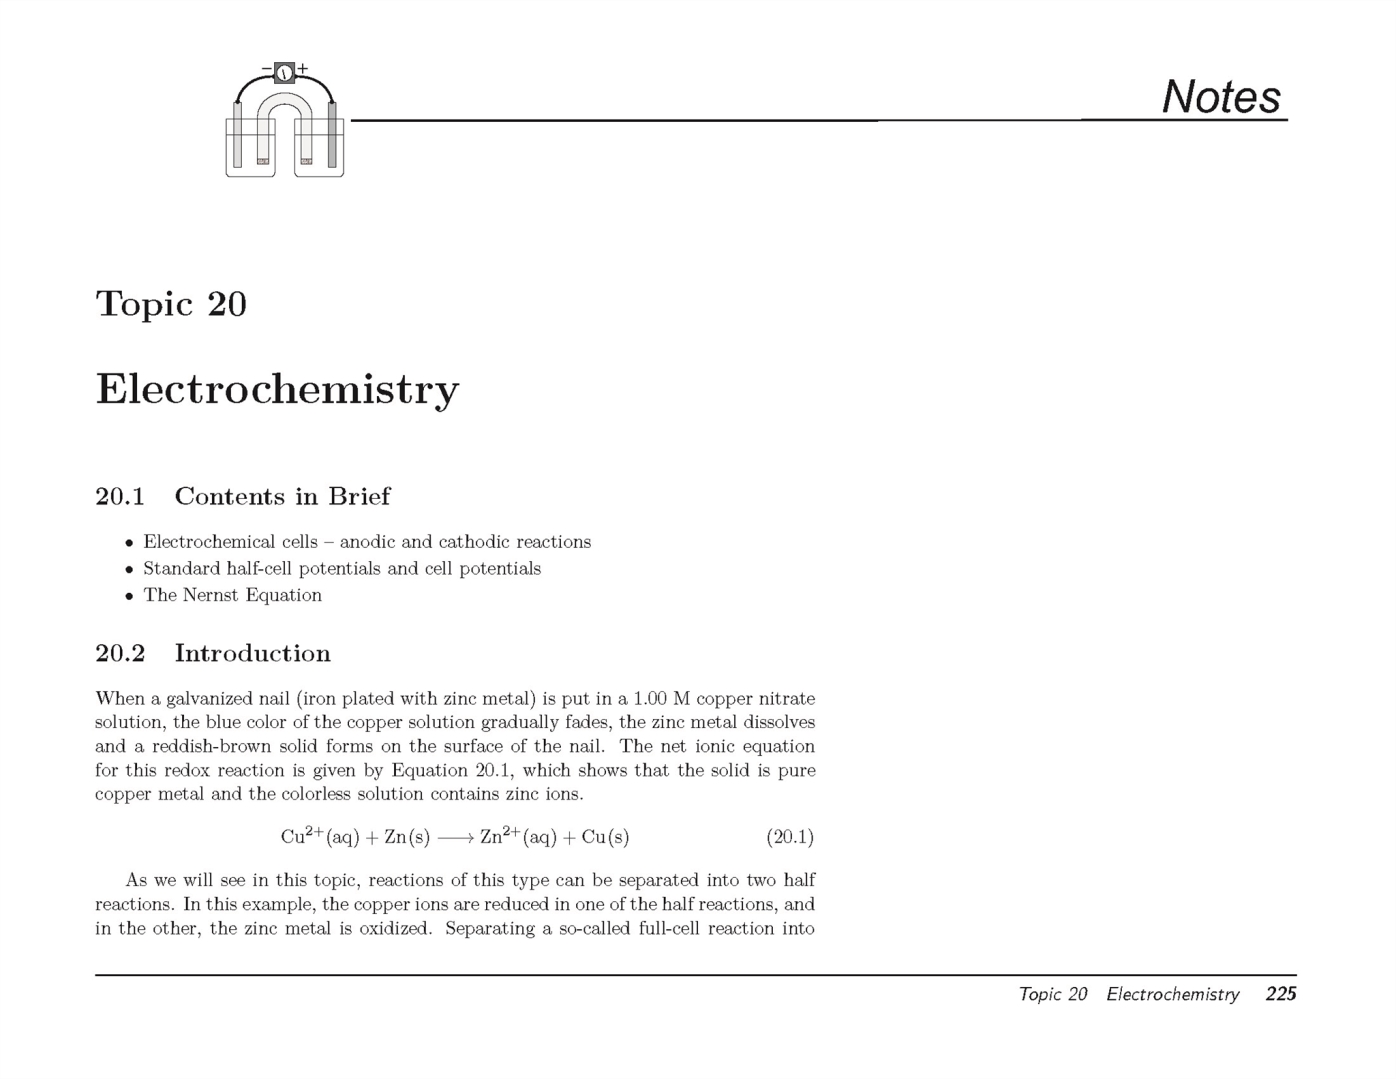 − +
Notes
Topic 20
Electrochemistry
20.1 Contents in Brief
• Electrochemical cells – anodic and cathodic reactions
• Standard half-cell potentials and cell potentials
• The Nernst Equation
20.2 Introduction
When a galvanized nail (iron plated with zinc metal) is put in a 1.00 M copper nitrate
solution, the blue color of the copper solution gradually fades, the zinc metal dissolves
and a reddish-brown solid forms on the surface of the nail. The net ionic equation
for this redox reaction is given by Equation 20.1, which shows that the solid is pure
copper metal and the colorless solution contains zinc ions.
Cu²⁺(aq) + Zn(s) ⟶ Zn²⁺(aq) + Cu(s) (20.1)
As we will see in this topic, reactions of this type can be separated into two half
reactions. In this example, the copper ions are reduced in one of the half reactions, and
in the other, the zinc metal is oxidized. Separating a so-called full-cell reaction into
Topic 20 Electrochemistry 225